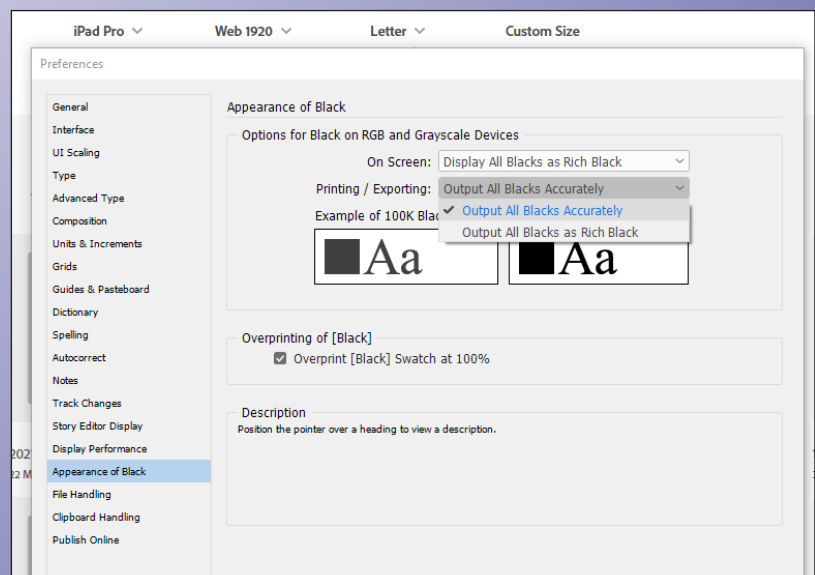 iPad Pro Web 1920 Letter Custom Size
Preferences
General
Interface
UI Scaling
Type
Advanced Type
Composition
Units & Increments
Grids
Guides & Pasteboard
Dictionary
Spelling
Autocorrect
Notes
Track Changes
Story Editor Display
Display Performance
Appearance of Black
File Handling
Clipboard Handling
Publish Online
Appearance of Black
Options for Black on RGB and Grayscale Devices
On Screen: Display All Blacks as Rich Black
Printing / Exporting: Output All Blacks Accurately
Output All Blacks Accurately
Output All Blacks as Rich Black
Example of 100K
Aa Aa
Overprinting of [Black]
Overprint [Black] Swatch at 100%
Description
Position the pointer over a heading to view a description.